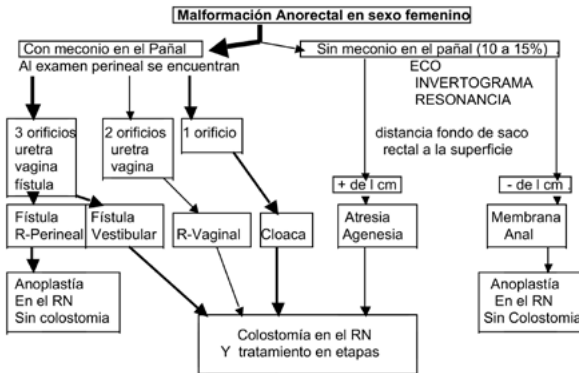 Malformación Anorectal en sexo femenino
Con meconio en el Pañal
Sin meconio en el pañal (10 a 15%)
Al examen perineal se encuentran
ECO
INVERTOGRAMA
RESONANCIA
3 orificios
uretra
vagina
fístula
2 orificios
uretra
vagina
1 orificio
distancia fondo de saco
rectal a la superficie
+ de l cm
- de l cm .
Fístula
R-Perineal
Fístula
Vestibular
R-Vaginal
Cloaca
Atresia
Agenesia
Membrana
Anal
Anoplastía
En el RN
Sin colostomia
Colostomía en el RN
Y tratamiento en etapas
Anoplastía
En el RN
Sin Colostomia